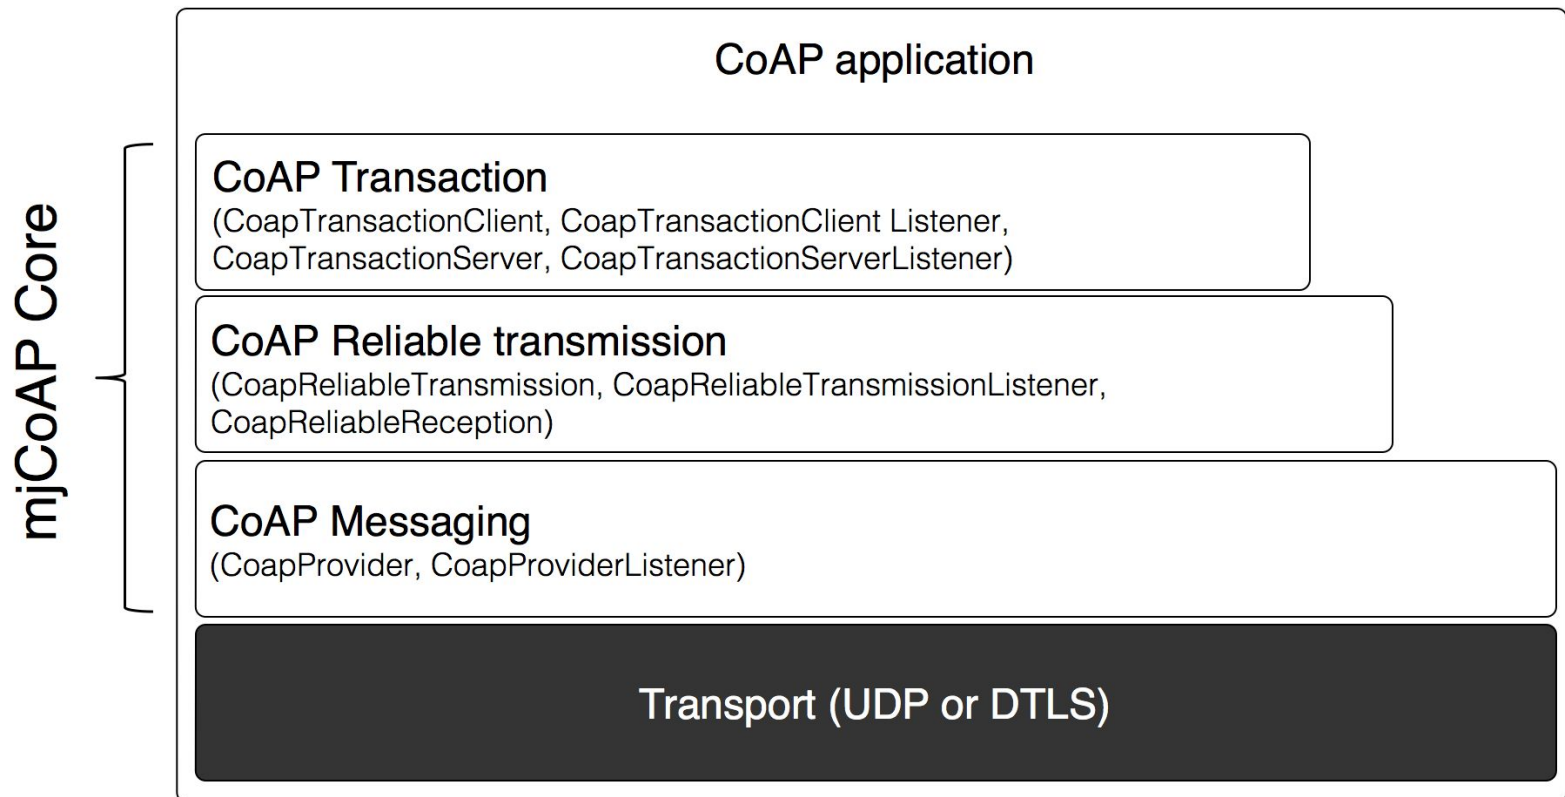 CoAP application
mjCoAP Core
CoAP Transaction
(CoapTransactionClient, CoapTransactionClient Listener,
CoapTransactionServer, CoapTransactionServerListener)
CoAP Reliable transmission
(CoapReliableTransmission, CoapReliableTransmissionListener,
CoapReliableReception)
CoAP Messaging
(CoapProvider, CoapProviderListener)
Transport (UDP or DTLS)